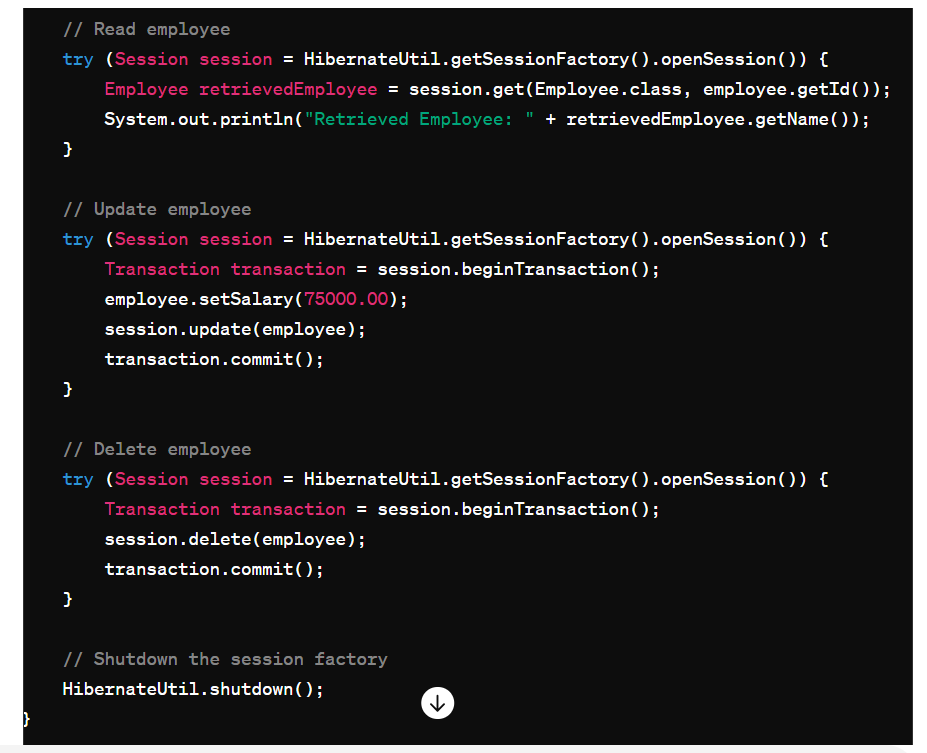 // Read employee
try (Session session = HibernateUtil.getSessionFactory().openSession()) {
Employee retrievedEmployee = session.get(Employee.class, employee.getId());
System.out.println("Retrieved Employee: " + retrievedEmployee.getName());
}
// Update employee
try (Session session = HibernateUtil.getSessionFactory().openSession()) {
Transaction transaction = session.beginTransaction();
employee.setSalary(75000.00);
session.update(employee);
transaction.commit();
}
// Delete employee
try (Session session = HibernateUtil.getSessionFactory().openSession()) {
Transaction transaction = session.beginTransaction();
session.delete(employee);
transaction.commit();
}
// Shutdown the session factory
HibernateUtil.shutdown();
}